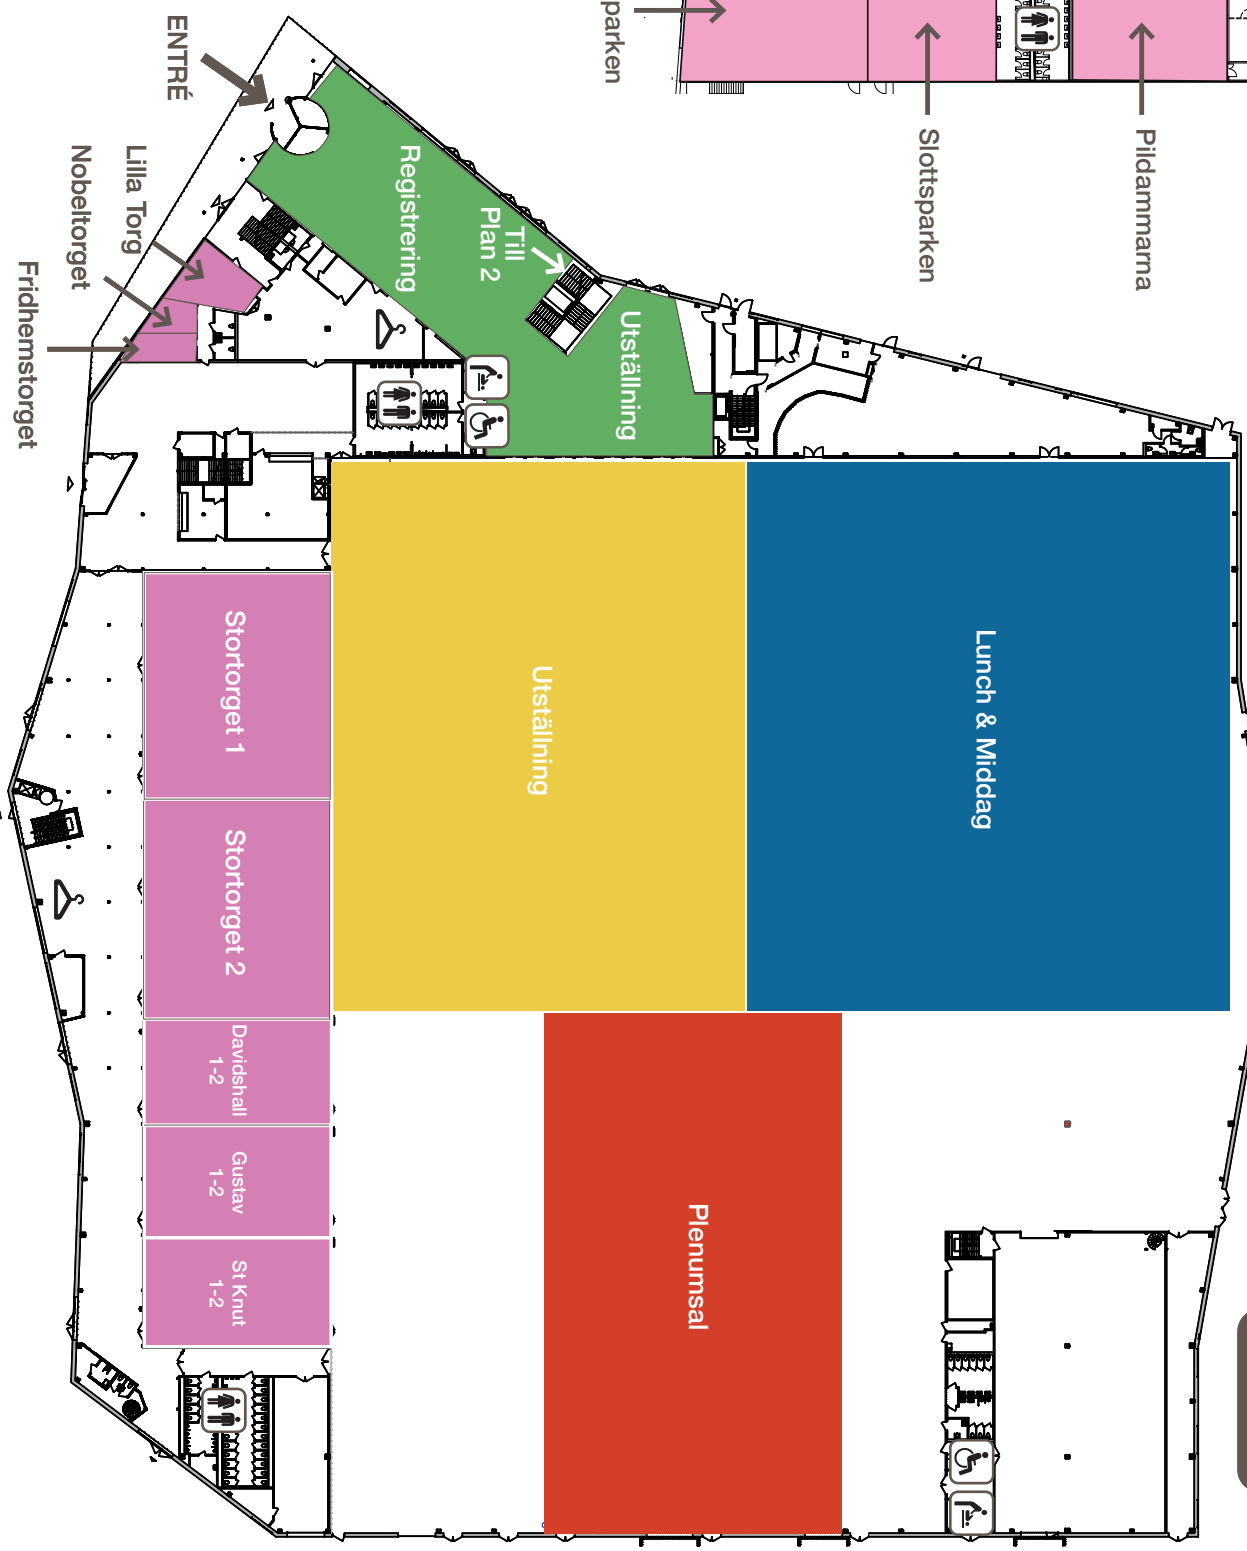 parken
Slottsparken
Pildammarna
ENTRÉ
Lilla Torg
Nobeltorget
Fridhemstorget
Registrering
Till
Plan 2
Utställning
Utställning
Lunch & Middag
Stortorget 1
Stortorget 2
Davidshall
1-2
Gustav
1-2
St Knut
1-2
Plenumsal